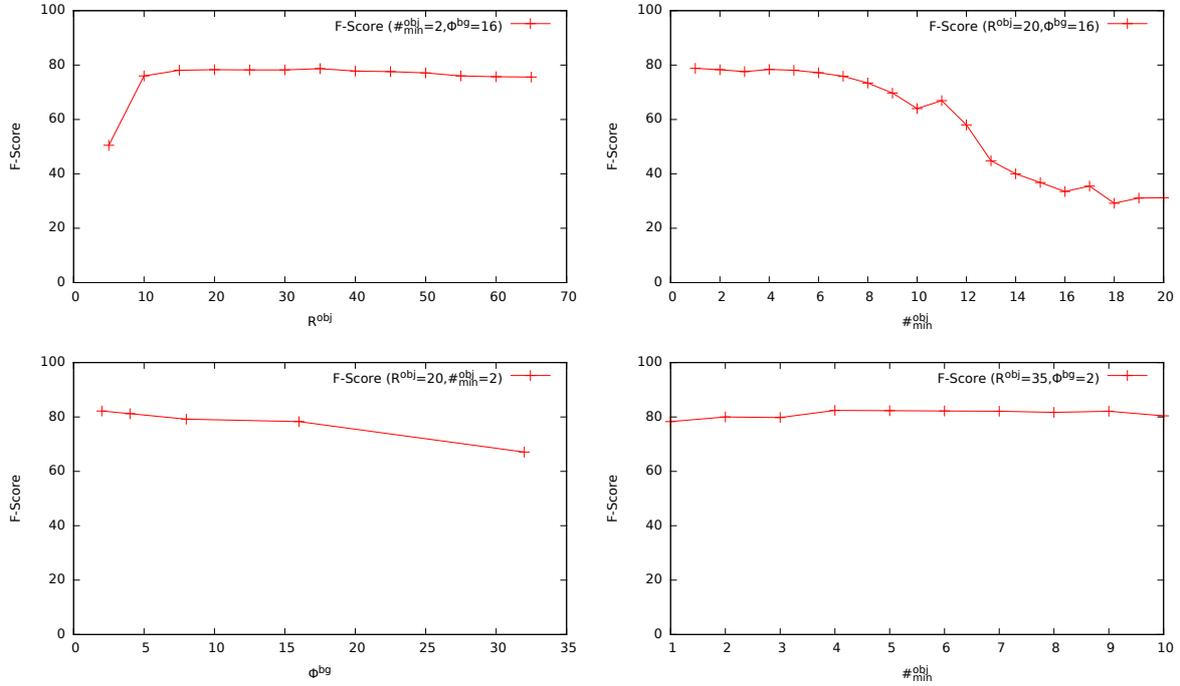 F-Score (#obj min=2,Φbg=16)
100
80
60
40
20
0
F-Score
0 10 20 30 40 50 60 70
Robj
F-Score (Robj=20,Φbg=16)
100
80
60
40
20
0
F-Score
0 2 4 6 8 10 12 14 16 18 20
#obj min
F-Score (Robj=20,#obj min=2)
100
80
60
40
20
0
F-Score
0 5 10 15 20 25 30 35
Φbg
F-Score (Robj=35,Φbg=2)
100
80
60
40
20
0
F-Score
1 2 3 4 5 6 7 8 9 10
#obj min